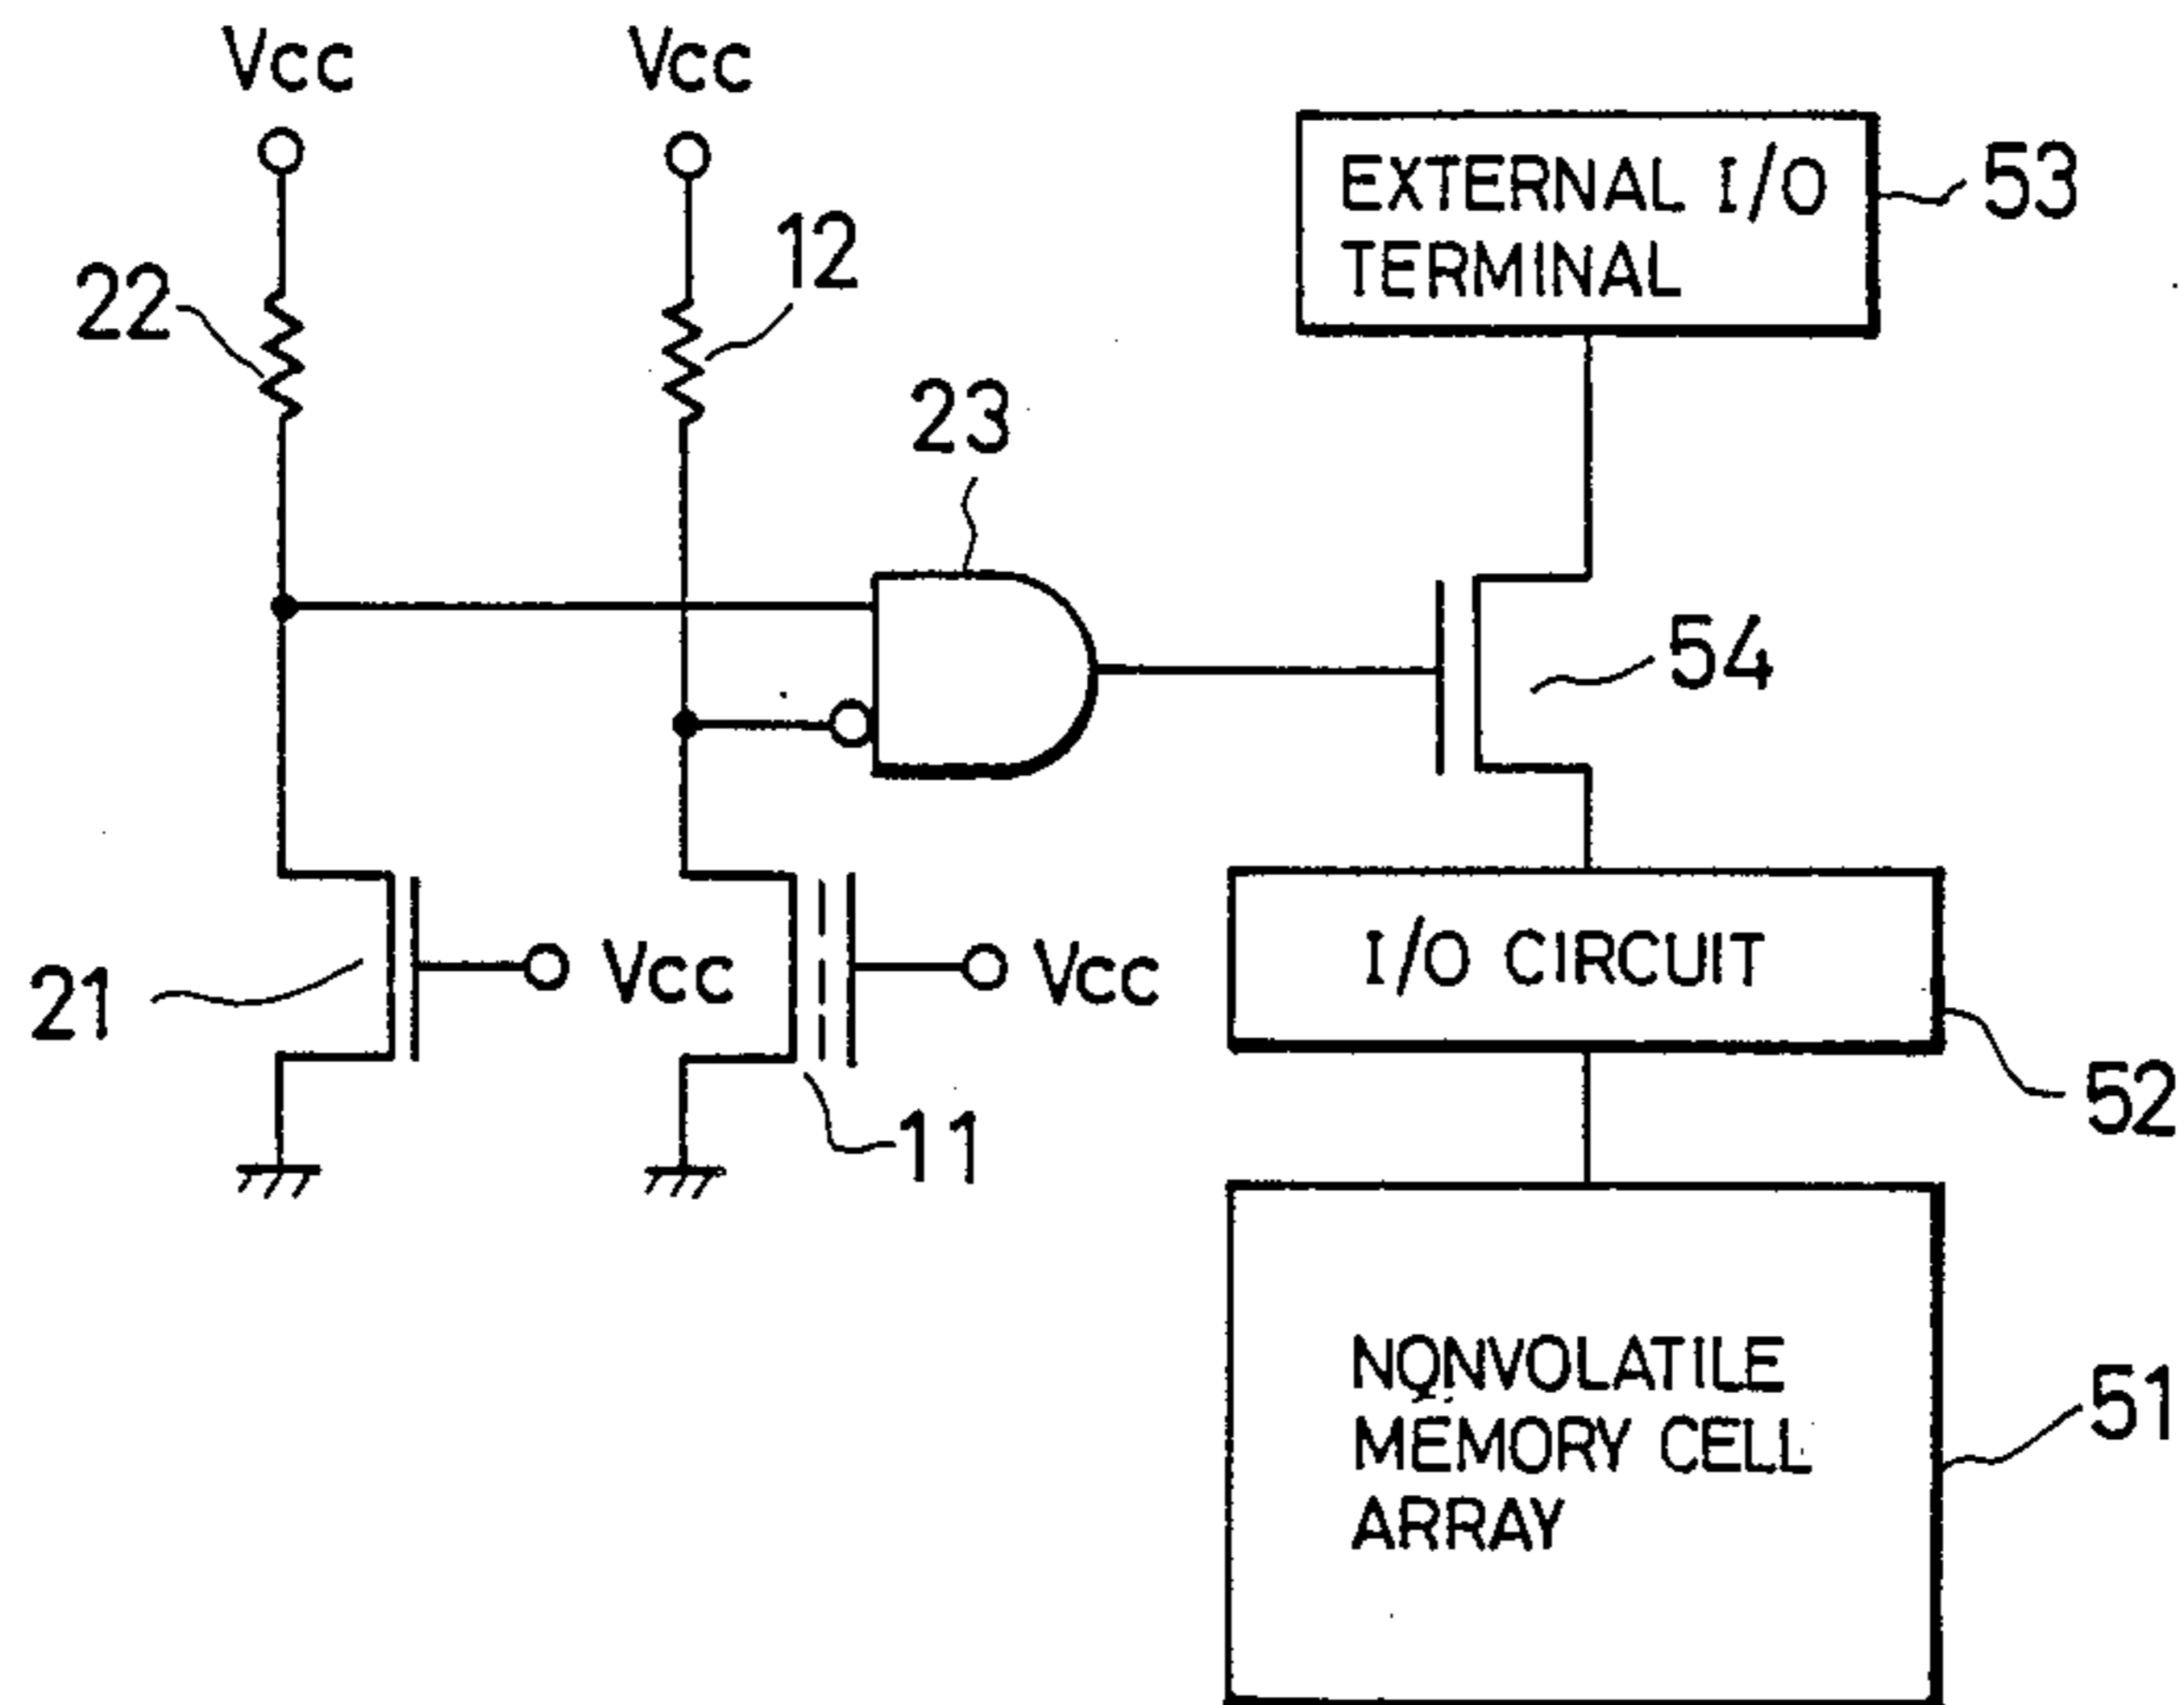 Vcc
Vcc
EXTERNAL I/O
TERMINAL
53
12
22
23
54
21
Vcc
Vcc
I/O CIRCUIT
52
11
NONVOLATILE
MEMORY CELL
ARRAY
51